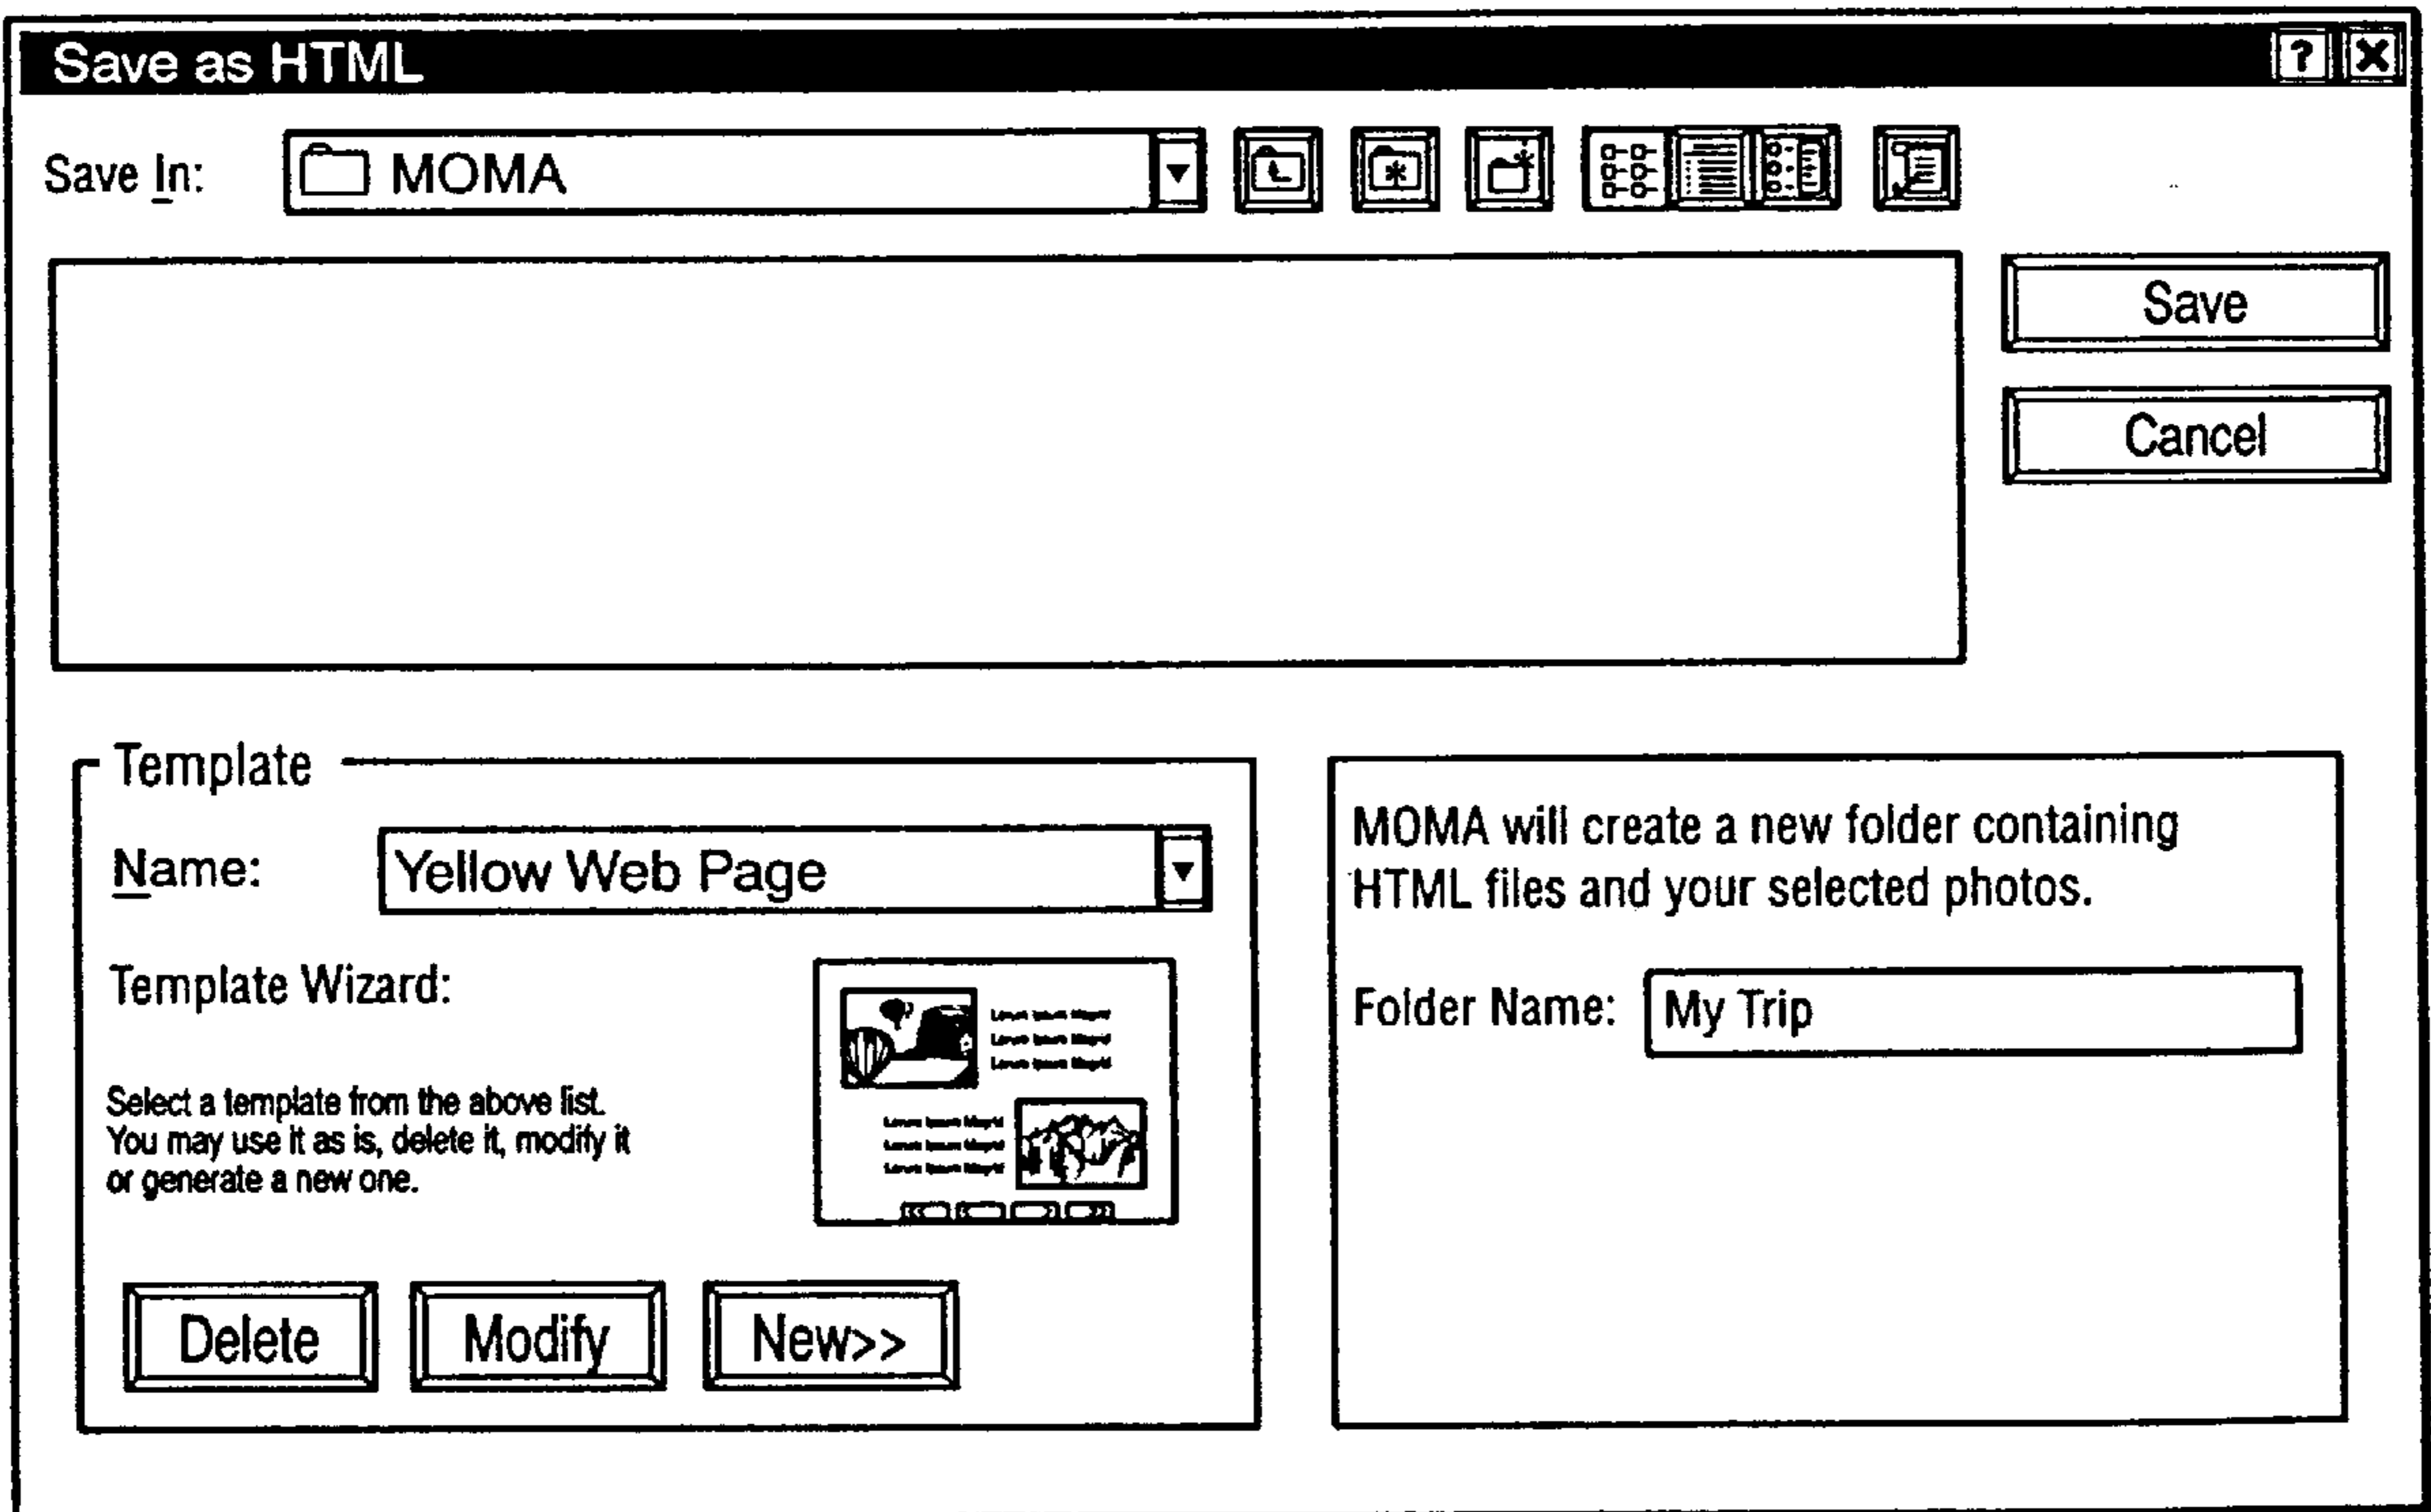 Save as HTML
Save In: MOMA
Save
Cancel
Template
Name: Yellow Web Page
Template Wizard:
Select a template from the above list.
You may use it as is, delete it, modify it
or generate a new one.
Delete Modify New>>
MOMA will create a new folder containing
HTML files and your selected photos.
Folder Name: My Trip